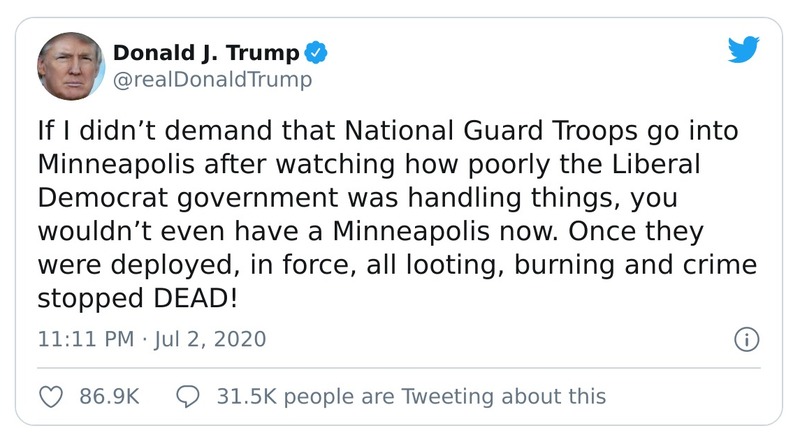 Donald J. Trump
@realDonaldTrump
If I didn’t demand that National Guard Troops go into
Minneapolis after watching how poorly the Liberal
Democrat government was handling things, you
wouldn’t even have a Minneapolis now. Once they
were deployed, in force, all looting, burning and crime
stopped DEAD!
11:11 PM · Jul 2, 2020
86.9K 31.5K people are Tweeting about this